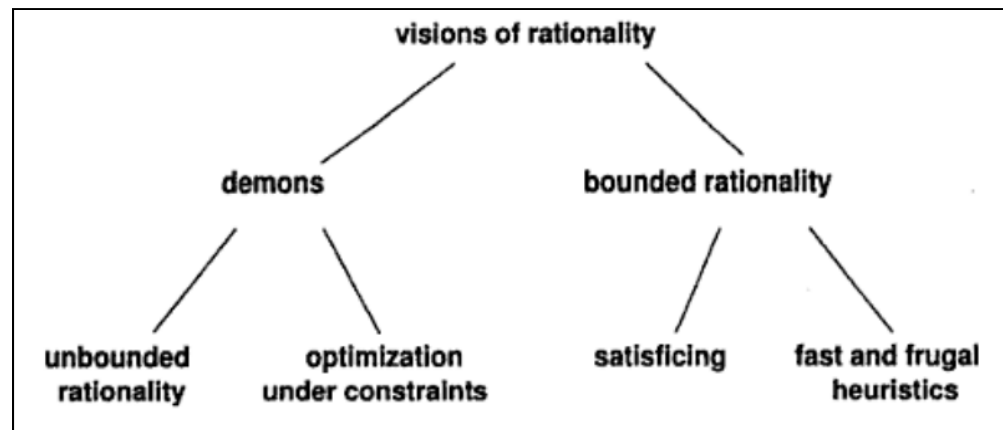 visions of rationality
demons
bounded rationality
unbounded
rationality
optimization
under constraints
satisficing
fast and frugal
heuristics